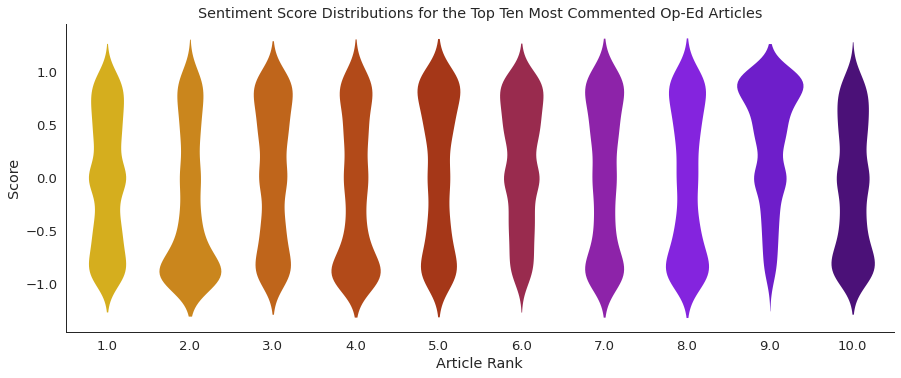 Sentiment Score Distributions for the Top Ten Most Commented Op-Ed Articles
Score
1.0
0.5
0.0
−0.5
−1.0
1.0 2.0 3.0 4.0 5.0 6.0 7.0 8.0 9.0 10.0
Article Rank